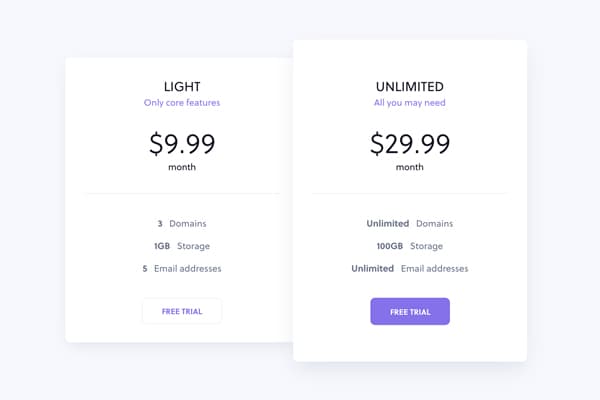 LIGHT
Only core features
$9.99
month
3 Domains
1GB Storage
5 Email addresses
FREE TRIAL
UNLIMITED
All you may need
$29.99
month
Unlimited Domains
100GB Storage
Unlimited Email addresses
FREE TRIAL